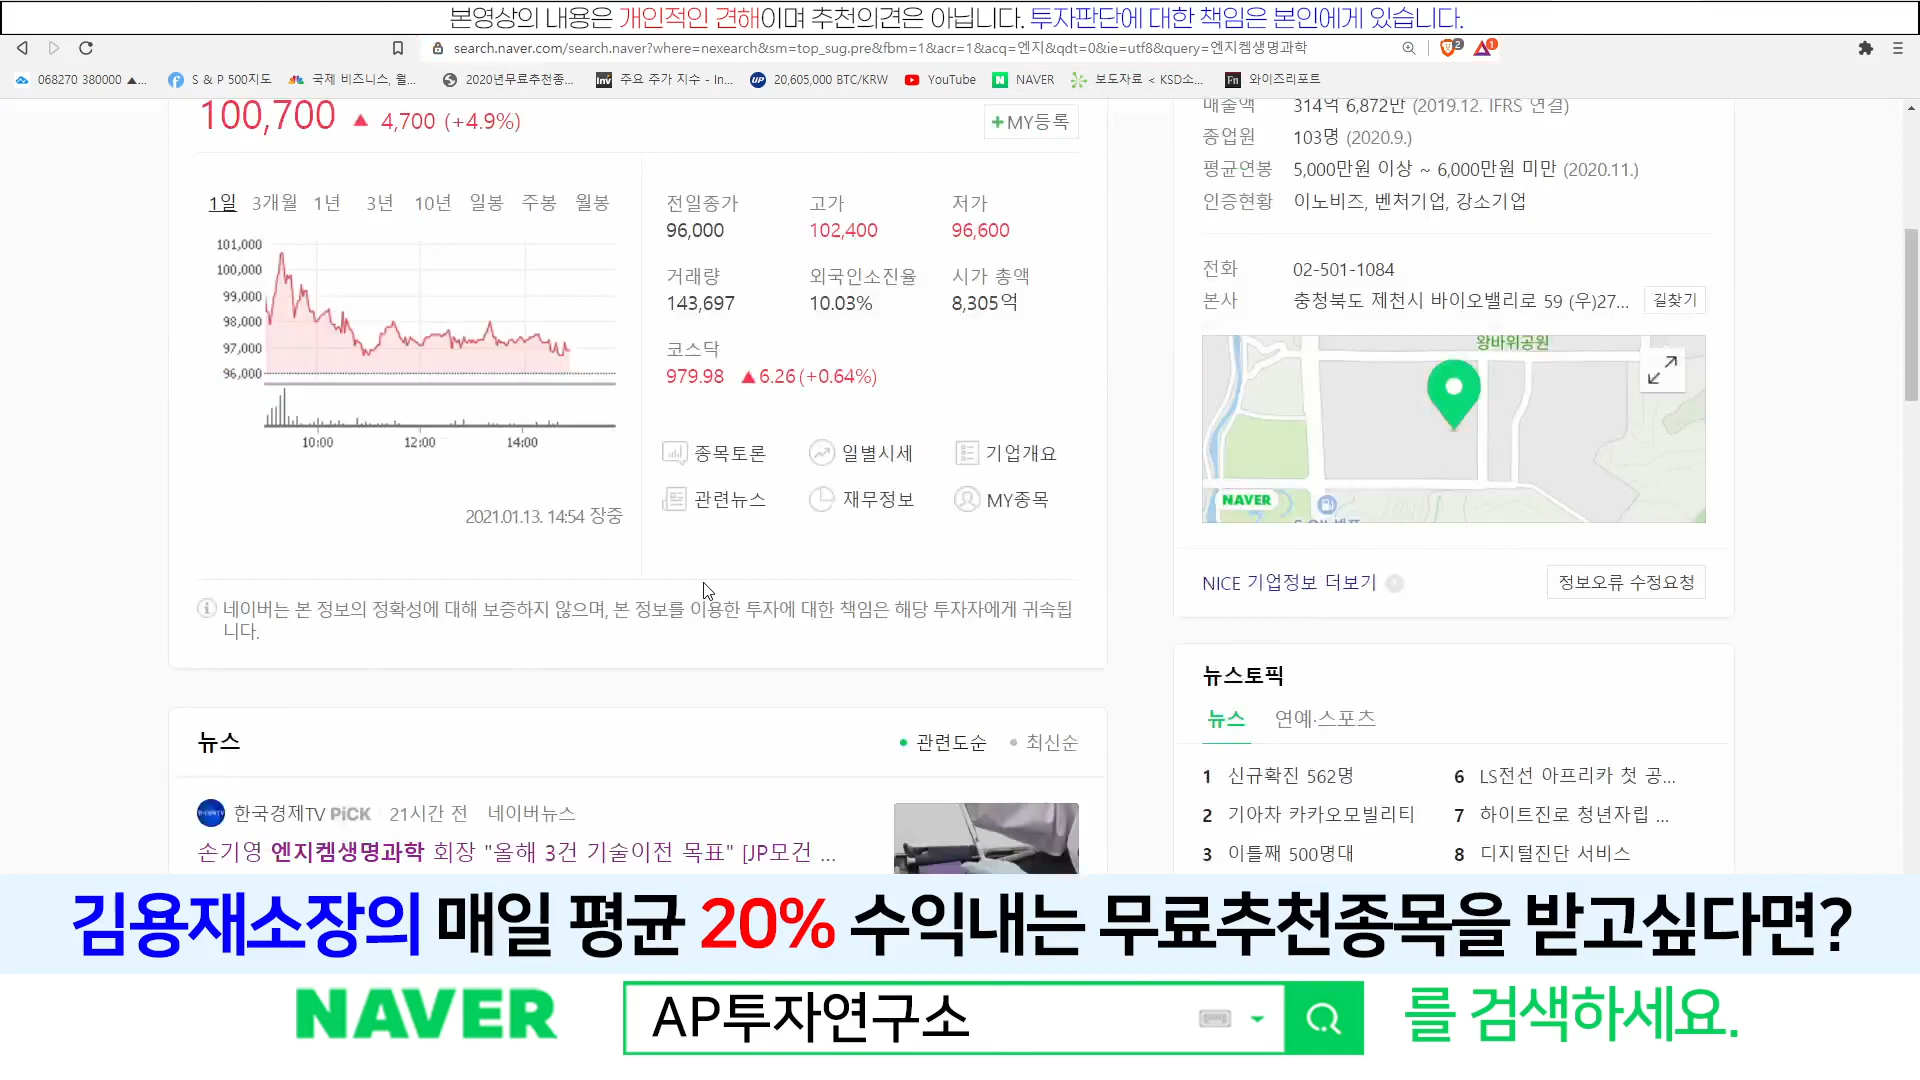 본영상의 내용은 개인적인 견해이며 추천의견은 아닙니다. 투자판단에 대한 책임은 본인에게 있습니다.
search.naver.com/search.naver?where=nexearch&sm=top_sug.pre&fbm=1&acr=1&acq=엔지&qdt=0&ie=utf8&query=엔지켐생명과학 2 1
068270 380000 ▲... S & P 500지도 국제 비즈니스, 월... 2020년무료추천종... 주요 주가 지수 - In... 20,605,000 BTC/KRW YouTube NAVER 보도자료 < KSD소... 와이즈리포트
100,700 ▲ 4,700 (+4.9%)
+MY등록
1일 3개월 1년 3년 10년 일봉 주봉 월봉
101,000
100,000
99,000
98,000
97,000
96,000
10:00 12:00 14:00
2021.01.13. 14:54 장중
전일종가 고가 저가
96,000 102,400 96,600
거래량 외국인소진율 시가 총액
143,697 10.03% 8,305억
코스닥
979.98 ▲6.26(+0.64%)
종목토론 일별시세 기업개요
관련뉴스 재무정보 MY종목
네이버는 본 정보의 정확성에 대해 보증하지 않으며, 본 정보를 이용한 투자에 대한 책임은 해당 투자자에게 귀속됩
니다.
뉴스
관련도순 최신순
한국경제TV PiCK 21시간 전 네이버뉴스
손기영 엔지켐생명과학 회장 "올해 3건 기술이전 목표" [JP모건 ...
매출액 314억 6,872만 (2019.12. IFRS 연결)
종업원 103명 (2020.9.)
평균연봉 5,000만원 이상 ~ 6,000만원 미만 (2020.11.)
인증현황 이노비즈, 벤처기업, 강소기업
전화 02-501-1084
본사 충청북도 제천시 바이오밸리로 59 (우)27... 길찾기
왕바위공원
NAVER
NICE 기업정보 더보기
정보오류 수정요청
뉴스토픽
뉴스 연예·스포츠
1 신규확진 562명
2 기아차 카카오모빌리티
3 이틀째 500명대
6 LS전선 아프리카 첫 공...
7 하이트진로 청년자립 ...
8 디지털진단 서비스
김용재소장의 매일 평균 20% 수익내는 무료추천종목을 받고싶다면?
NAVER AP투자연구소 를 검색하세요.